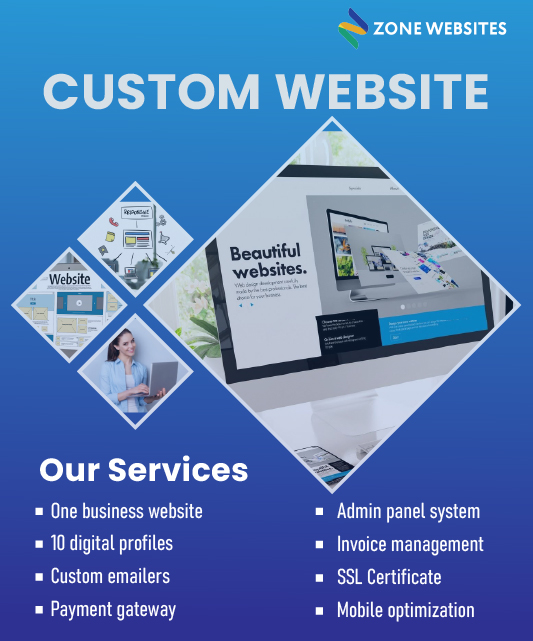 ZONE WEBSITES
CUSTOM WEBSITE
RESPONSIVE
Website
Beautiful
websites.
Our Services
One business website
10 digital profiles
Custom emailers
Payment gateway
Admin panel system
Invoice management
SSL Certificate
Mobile optimization